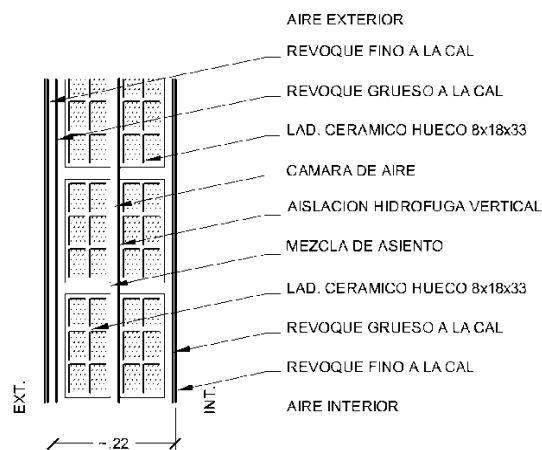 AIRE EXTERIOR
REVOQUE FINO A LA CAL
REVOQUE GRUESO A LA CAL
LAD. CERAMICO HUECO 8x18x33
CAMARA DE AIRE
AISLACION HIDROFUGA VERTICAL
MEZCLA DE ASIENTO
LAD. CERAMICO HUECO 8x18x33
REVOQUE GRUESO A LA CAL
REVOQUE FINO A LA CAL
AIRE INTERIOR
EXT.
INT.
~.22